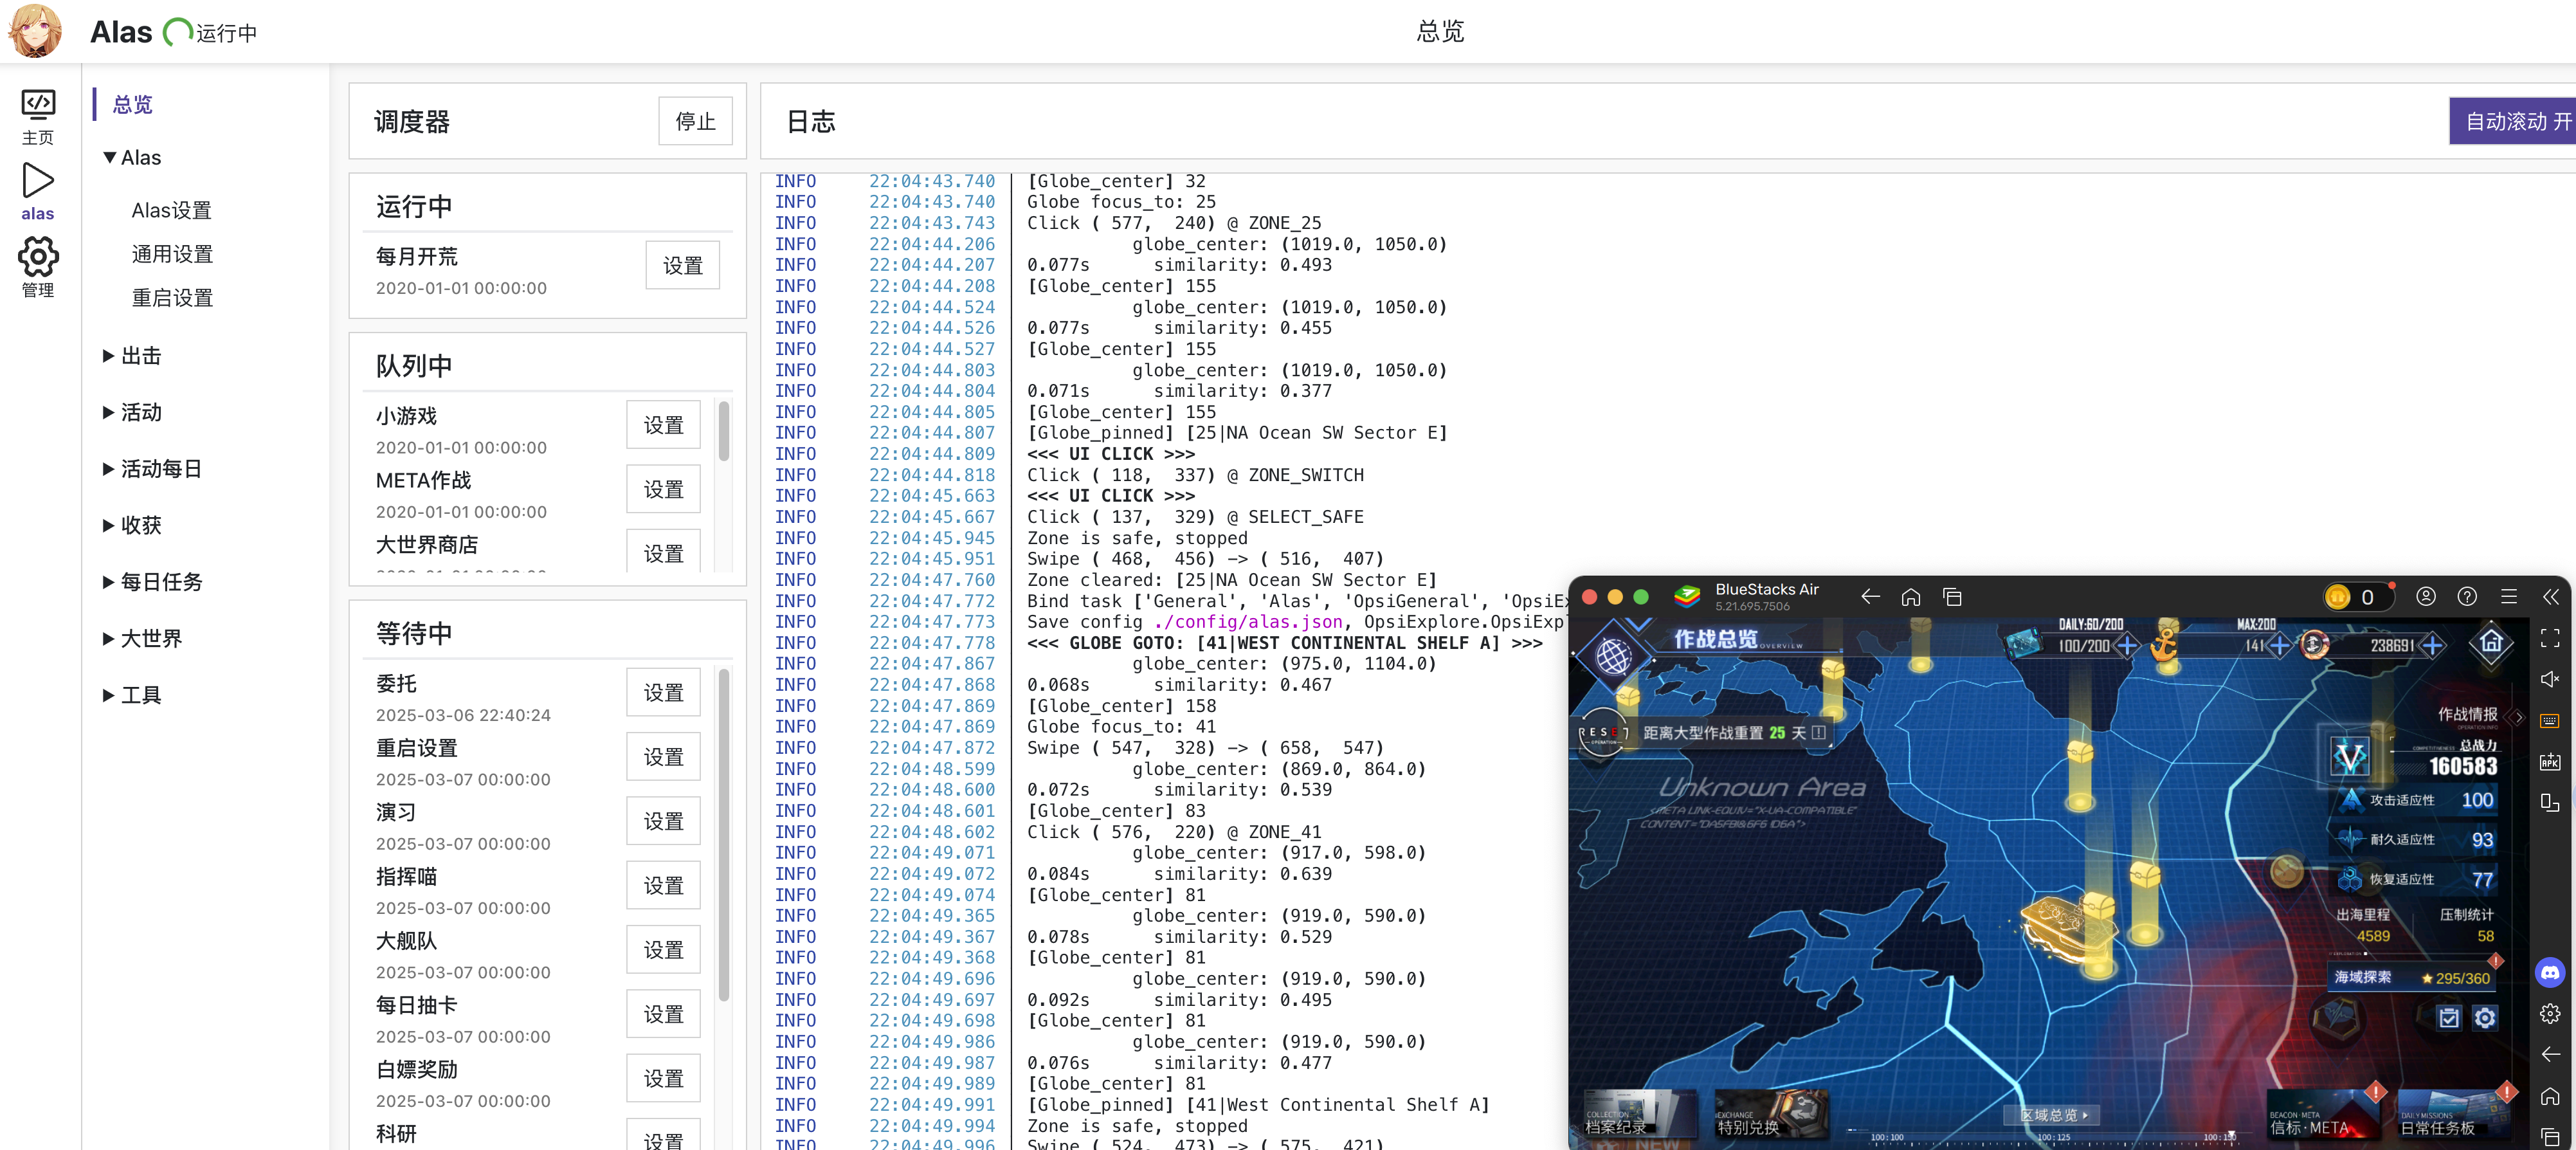 Alas 运行中
总览
主页
alas
管理
总览
▼Alas
Alas设置
通用设置
重启设置
▶出击
▶活动
▶活动每日
▶收获
▶每日任务
▶大世界
▶工具
调度器
停止
运行中
每月开荒
设置
2020-01-01 00:00:00
队列中
小游戏
设置
2020-01-01 00:00:00
META作战
设置
2020-01-01 00:00:00
大世界商店
设置
等待中
委托
设置
2025-03-06 22:40:24
重启设置
设置
2025-03-07 00:00:00
演习
设置
2025-03-07 00:00:00
指挥喵
设置
2025-03-07 00:00:00
大舰队
设置
2025-03-07 00:00:00
每日抽卡
设置
2025-03-07 00:00:00
白嫖奖励
设置
2025-03-07 00:00:00
科研
设置
日志
自动滚动 开
INFO 22:04:43.740 [Globe_center] 32
INFO 22:04:43.740 Globe focus_to: 25
INFO 22:04:43.743 Click ( 577, 240) @ ZONE_25
INFO 22:04:44.206 globe_center: (1019.0, 1050.0)
INFO 22:04:44.207 0.077s similarity: 0.493
INFO 22:04:44.208 [Globe_center] 155
INFO 22:04:44.524 globe_center: (1019.0, 1050.0)
INFO 22:04:44.526 0.077s similarity: 0.455
INFO 22:04:44.527 [Globe_center] 155
INFO 22:04:44.803 globe_center: (1019.0, 1050.0)
INFO 22:04:44.804 0.071s similarity: 0.377
INFO 22:04:44.805 [Globe_center] 155
INFO 22:04:44.807 [Globe_pinned] [25|NA Ocean SW Sector E]
INFO 22:04:44.809 <<< UI CLICK >>>
INFO 22:04:44.818 Click ( 118, 337) @ ZONE_SWITCH
INFO 22:04:45.663 <<< UI CLICK >>>
INFO 22:04:45.667 Click ( 137, 329) @ SELECT_SAFE
INFO 22:04:45.945 Zone is safe, stopped
INFO 22:04:45.951 Swipe ( 468, 456) -> ( 516, 407)
INFO 22:04:47.760 Zone cleared: [25|NA Ocean SW Sector E]
INFO 22:04:47.772 Bind task ['General', 'Alas', 'OpsiGeneral', 'OpsiEx
INFO 22:04:47.773 Save config ./config/alas.json, OpsiExplore.OpsiExpl
INFO 22:04:47.778 <<< GLOBE GOTO: [41|WEST CONTINENTAL SHELF A] >>>
INFO 22:04:47.867 globe_center: (975.0, 1104.0)
INFO 22:04:47.868 0.068s similarity: 0.467
INFO 22:04:47.869 [Globe_center] 158
INFO 22:04:47.869 Globe focus_to: 41
INFO 22:04:47.872 Swipe ( 547, 328) -> ( 658, 547)
INFO 22:04:48.599 globe_center: (869.0, 864.0)
INFO 22:04:48.600 0.072s similarity: 0.539
INFO 22:04:48.601 [Globe_center] 83
INFO 22:04:48.602 Click ( 576, 220) @ ZONE_41
INFO 22:04:49.071 globe_center: (917.0, 598.0)
INFO 22:04:49.072 0.084s similarity: 0.639
INFO 22:04:49.074 [Globe_center] 81
INFO 22:04:49.365 globe_center: (919.0, 590.0)
INFO 22:04:49.367 0.078s similarity: 0.529
INFO 22:04:49.368 [Globe_center] 81
INFO 22:04:49.696 globe_center: (919.0, 590.0)
INFO 22:04:49.697 0.092s similarity: 0.495
INFO 22:04:49.698 [Globe_center] 81
INFO 22:04:49.986 globe_center: (919.0, 590.0)
INFO 22:04:49.987 0.076s similarity: 0.477
INFO 22:04:49.989 [Globe_center] 81
INFO 22:04:49.991 [Globe_pinned] [41|West Continental Shelf A]
INFO 22:04:49.994 Zone is safe, stopped
INFO 22:04:49.996 Swipe ( 524, 473) -> ( 575, 421)
BlueStacks Air
5.21.695.7506
0
作战总览 OVERVIEW
DAILY:60/200
100/200
MAX:200
141
238691
RESET
OPERATION
距离大型作战重置 25 天
Unknown Area
<META LINK-EQUIV="X-UA-COMPATIBLE"
作战情报
总战力
160583
V
攻击适应性 100
耐久适应性 93
恢复适应性 77
出海里程 压制统计
4589 58
海域探索 ★295/360
COLLECTION
档案纪录
EXCHANGE
特别兑换
NEW
区域总览
100:100
100:125
BEACON·META
信标·META
DAILY MISSIONS
日常任务板
APK